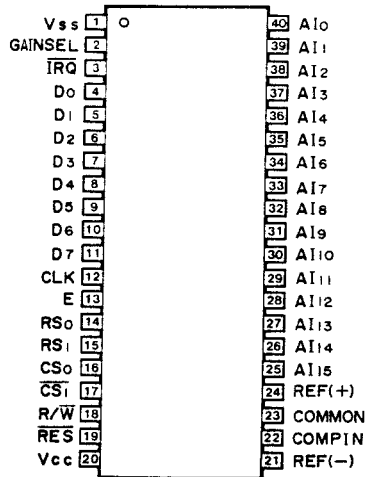 Vss 1 40 AI0
GAINSEL 2 39 AI1
I̅R̅Q̅ 3 38 AI2
D0 4 37 AI3
D1 5 36 AI4
D2 6 35 AI5
D3 7 34 AI6
D4 8 33 AI7
D5 9 32 AI8
D6 10 31 AI9
D7 11 30 AI10
CLK 12 29 AI11
E 13 28 AI12
RS0 14 27 AI13
RS1 15 26 AI14
CS0 16 25 AI15
C̅S̅1̅ 17 24 REF(+)
R/W̅ 18 23 COMMON
R̅E̅S̅ 19 22 COMPIN
Vcc 20 21 REF(−)